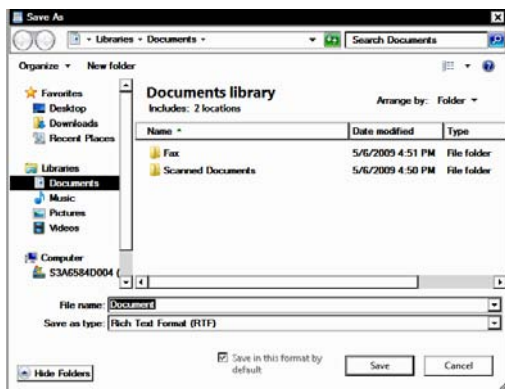 Save As
Libraries Documents
Search Documents
Organize New folder
Favorites
Desktop
Downloads
Recent Places
Libraries
Documents
Music
Pictures
Videos
Computer
S3A6584D004 (
Documents library
Includes: 2 locations
Arrange by: Folder
Name Date modified Type
Fax 5/6/2009 4:51 PM File folder
Scanned Documents 5/6/2009 4:50 PM File folder
File name: Document
Save as type: Rich Text Format (RTF)
Save in this format by
default
Hide Folders
Save
Cancel